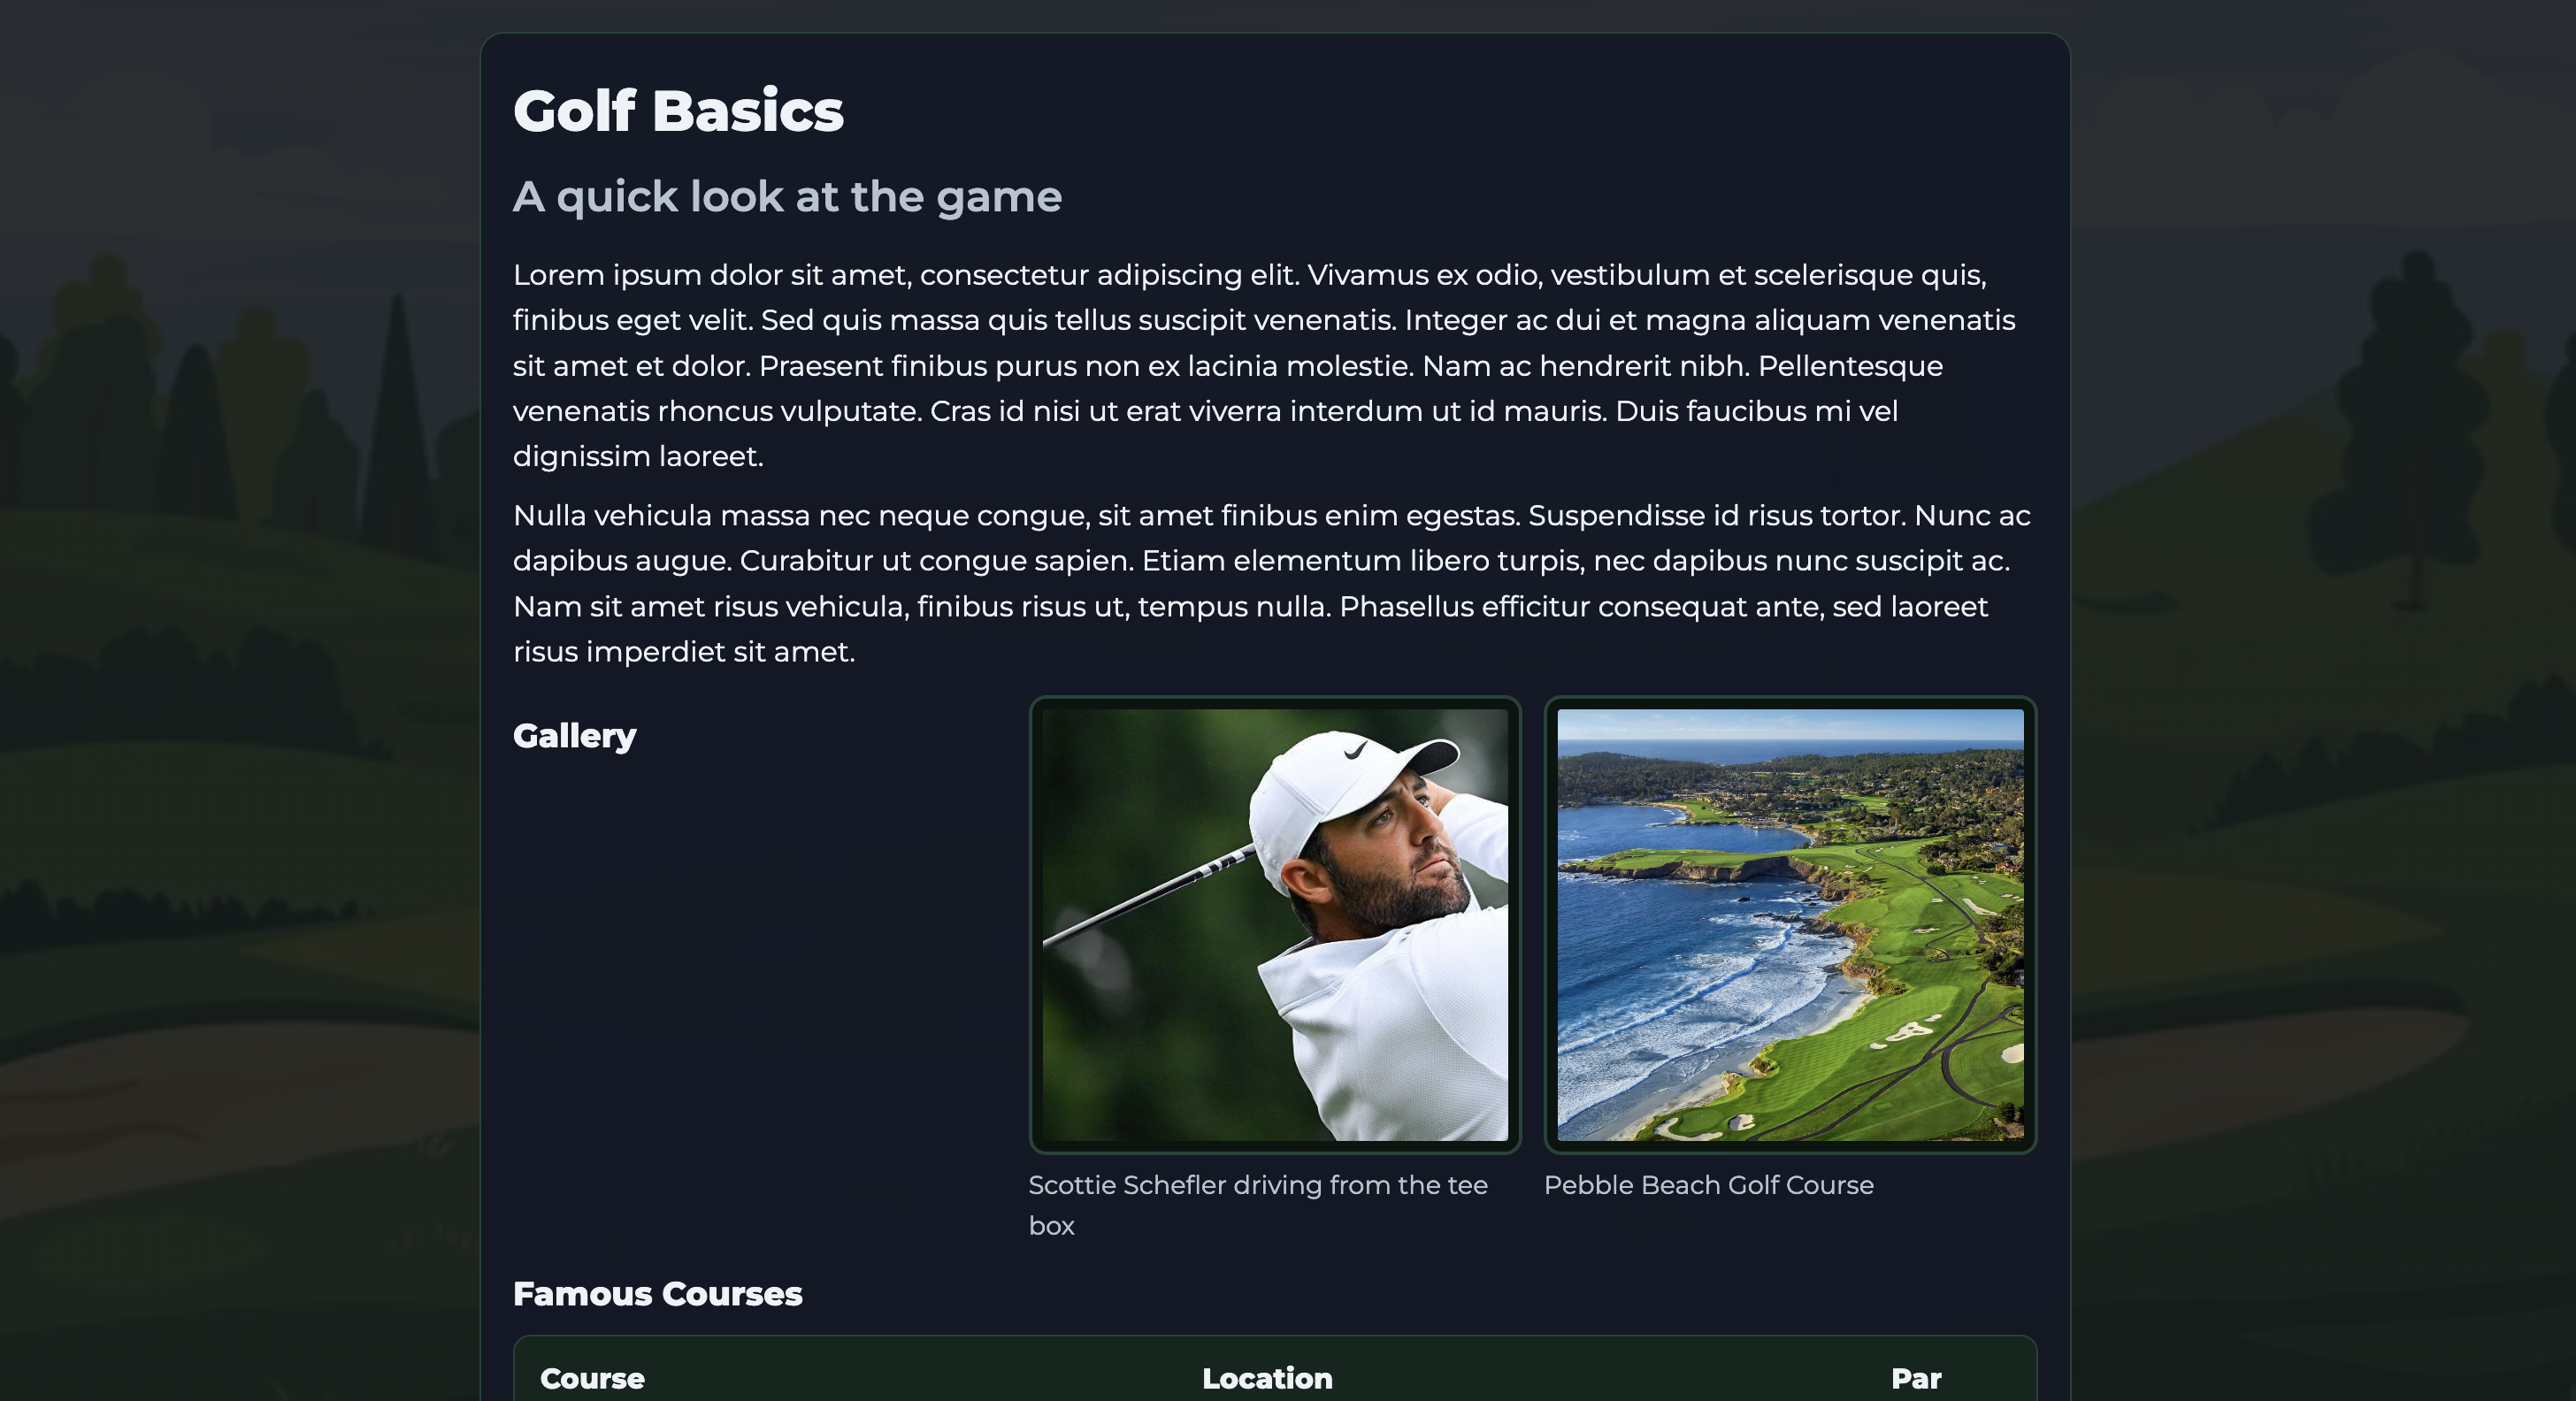 Golf Basics
A quick look at the game
Lorem ipsum dolor sit amet, consectetur adipiscing elit. Vivamus ex odio, vestibulum et scelerisque quis,
finibus eget velit. Sed quis massa quis tellus suscipit venenatis. Integer ac dui et magna aliquam venenatis
sit amet et dolor. Praesent finibus purus non ex lacinia molestie. Nam ac hendrerit nibh. Pellentesque
venenatis rhoncus vulputate. Cras id nisi ut erat viverra interdum ut id mauris. Duis faucibus mi vel
dignissim laoreet.
Nulla vehicula massa nec neque congue, sit amet finibus enim egestas. Suspendisse id risus tortor. Nunc ac
dapibus augue. Curabitur ut congue sapien. Etiam elementum libero turpis, nec dapibus nunc suscipit ac.
Nam sit amet risus vehicula, finibus risus ut, tempus nulla. Phasellus efficitur consequat ante, sed laoreet
risus imperdiet sit amet.
Gallery
Scottie Schefler driving from the tee
box
Pebble Beach Golf Course
Famous Courses
Course Location Par